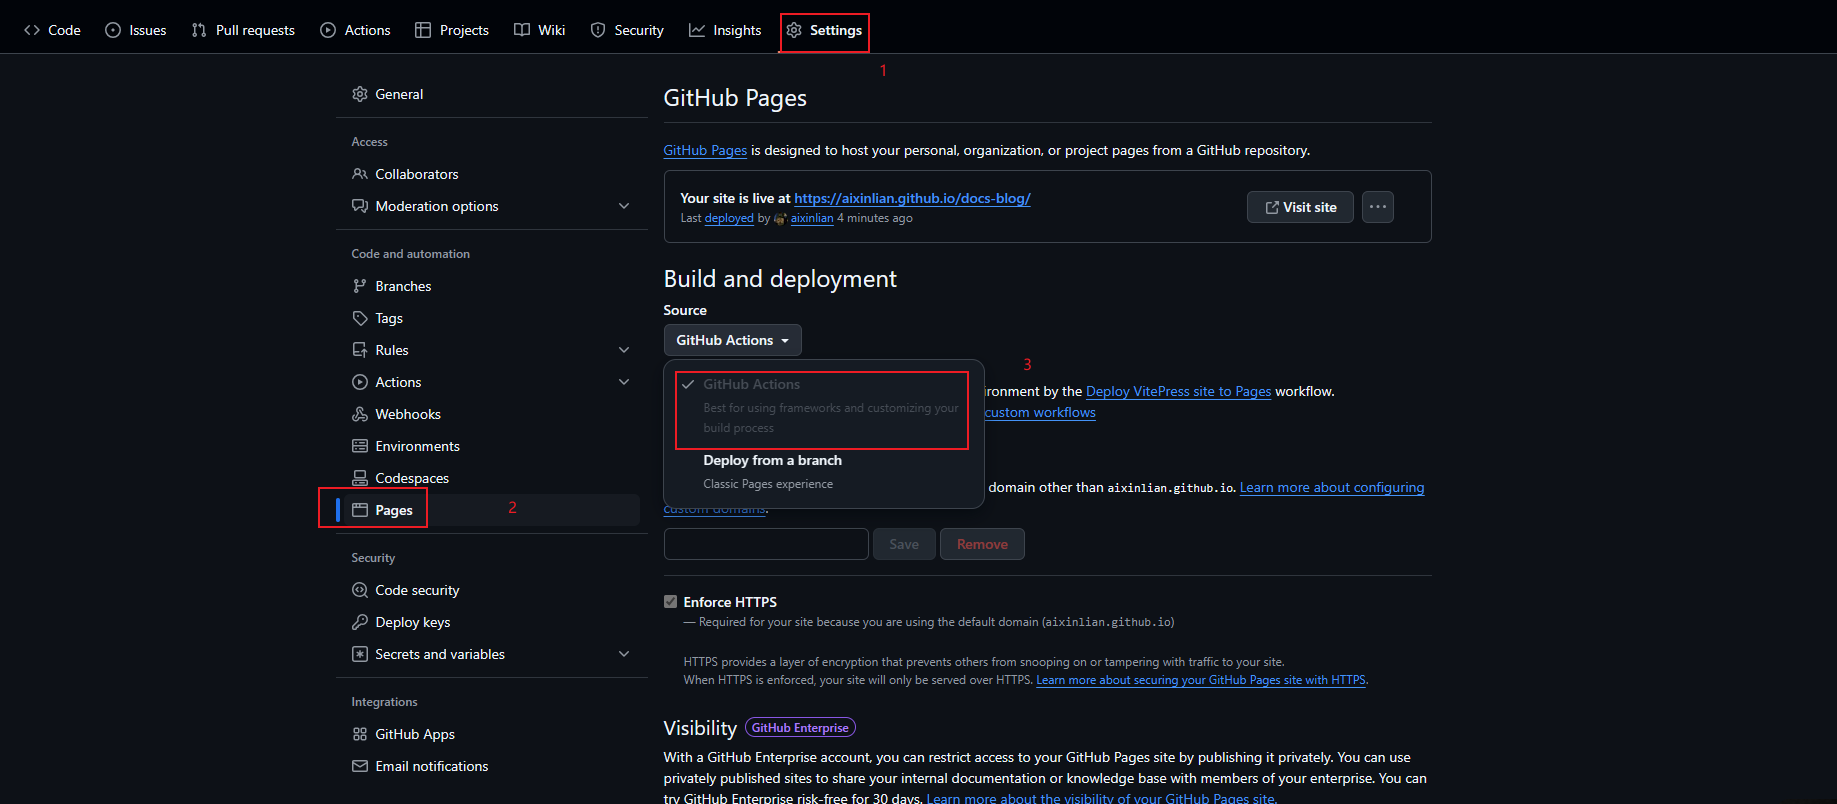 Code Issues Pull requests Actions Projects Wiki Security Insights Settings
1
General
Access
Collaborators
Moderation options
Code and automation
Branches
Tags
Rules
Actions
Webhooks
Environments
Codespaces
Pages
2
Security
Code security
Deploy keys
Secrets and variables
Integrations
GitHub Apps
Email notifications
GitHub Pages
GitHub Pages is designed to host your personal, organization, or project pages from a GitHub repository.
Your site is live at https://aixinlian.github.io/docs-blog/
Last deployed by aixinlian 4 minutes ago
Visit site
Build and deployment
Source
GitHub Actions
3
GitHub Actions
Best for using frameworks and customizing your
build process
Deploy from a branch
Classic Pages experience
ironment by the Deploy VitePress site to Pages workflow.
custom workflows
domain other than aixinlian.github.io. Learn more about configuring
custom domains.
Save Remove
Enforce HTTPS
— Required for your site because you are using the default domain (aixinlian.github.io)
HTTPS provides a layer of encryption that prevents others from snooping on or tampering with traffic to your site.
When HTTPS is enforced, your site will only be served over HTTPS. Learn more about securing your GitHub Pages site with HTTPS.
Visibility GitHub Enterprise
With a GitHub Enterprise account, you can restrict access to your GitHub Pages site by publishing it privately. You can use
privately published sites to share your internal documentation or knowledge base with members of your enterprise. You can
try GitHub Enterprise risk-free for 30 days. Learn more about the visibility of your GitHub Pages site.